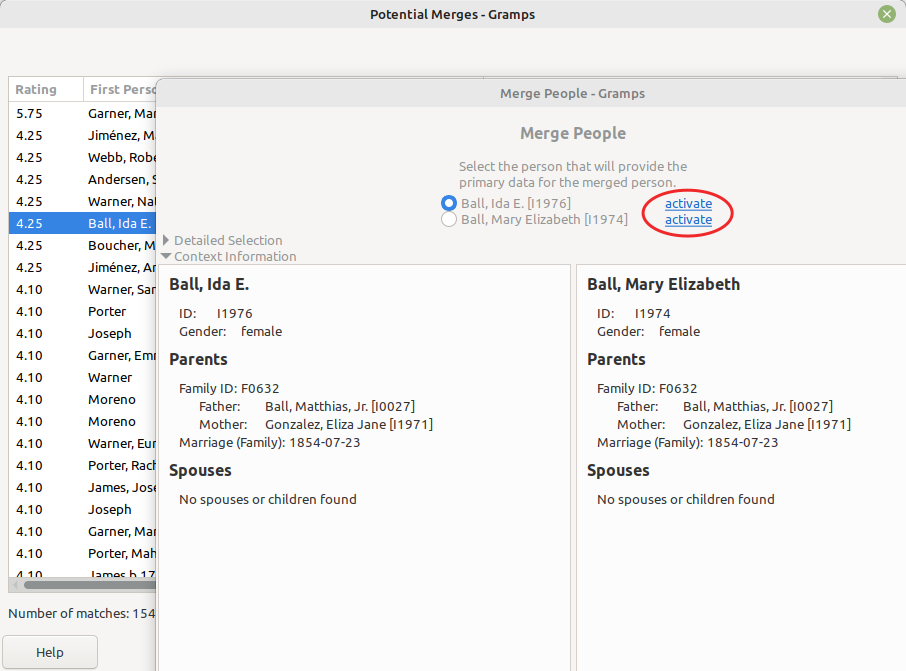 Potential Merges - Gramps
Rating First Perso
5.75 Garner, Mar
4.25 Jiménez, M
4.25 Webb, Robe
4.25 Andersen, S
4.25 Warner, Nat
4.25 Ball, Ida E.
4.25 Boucher, M
4.25 Jiménez, An
4.10 Warner, Sar
4.10 Porter
4.10 Joseph
4.10 Garner, Emm
4.10 Warner
4.10 Moreno
4.10 Moreno
4.10 Warner, Eur
4.10 Porter, Rach
4.10 James, Jose
4.10 Joseph
4.10 Garner, Mar
4.10 Porter, Mah
4.10 James b.17
Number of matches: 154
Help
Merge People - Gramps
Merge People
Select the person that will provide the
primary data for the merged person.
Ball, Ida E. [I1976] activate
Ball, Mary Elizabeth [I1974] activate
Detailed Selection
Context Information
Ball, Ida E.
ID: I1976
Gender: female
Parents
Family ID: F0632
Father: Ball, Matthias, Jr. [I0027]
Mother: Gonzalez, Eliza Jane [I1971]
Marriage (Family): 1854-07-23
Spouses
No spouses or children found
Ball, Mary Elizabeth
ID: I1974
Gender: female
Parents
Family ID: F0632
Father: Ball, Matthias, Jr. [I0027]
Mother: Gonzalez, Eliza Jane [I1971]
Marriage (Family): 1854-07-23
Spouses
No spouses or children found